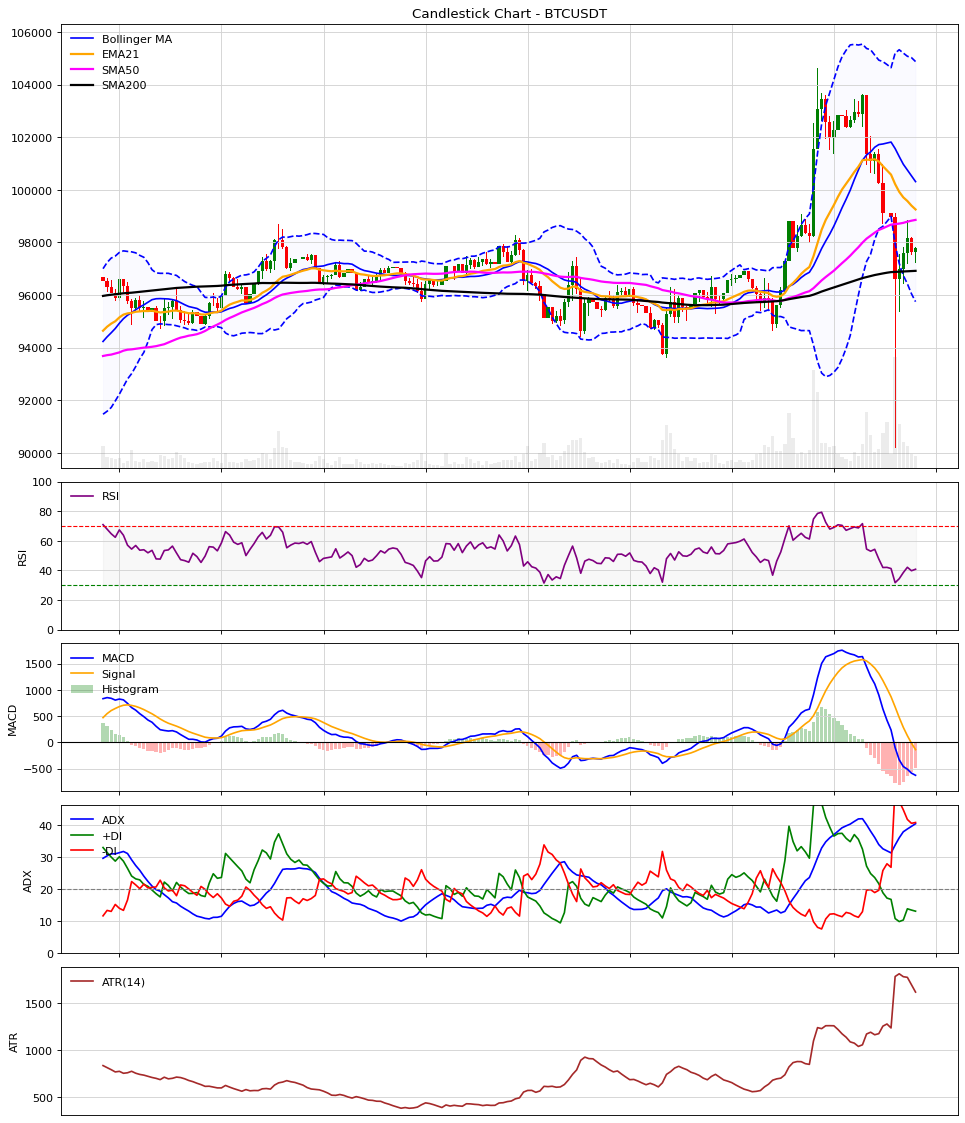 Candlestick Chart - BTCUSDT
106000
104000
102000
100000
98000
96000
94000
92000
90000
Bollinger MA
EMA21
SMA50
SMA200
100
80
60
40
20
0
RSI
RSI
1500
1000
500
0
−500
MACD
MACD
Signal
Histogram
40
30
20
10
0
ADX
ADX
+DI
-DI
1500
1000
500
ATR
ATR(14)